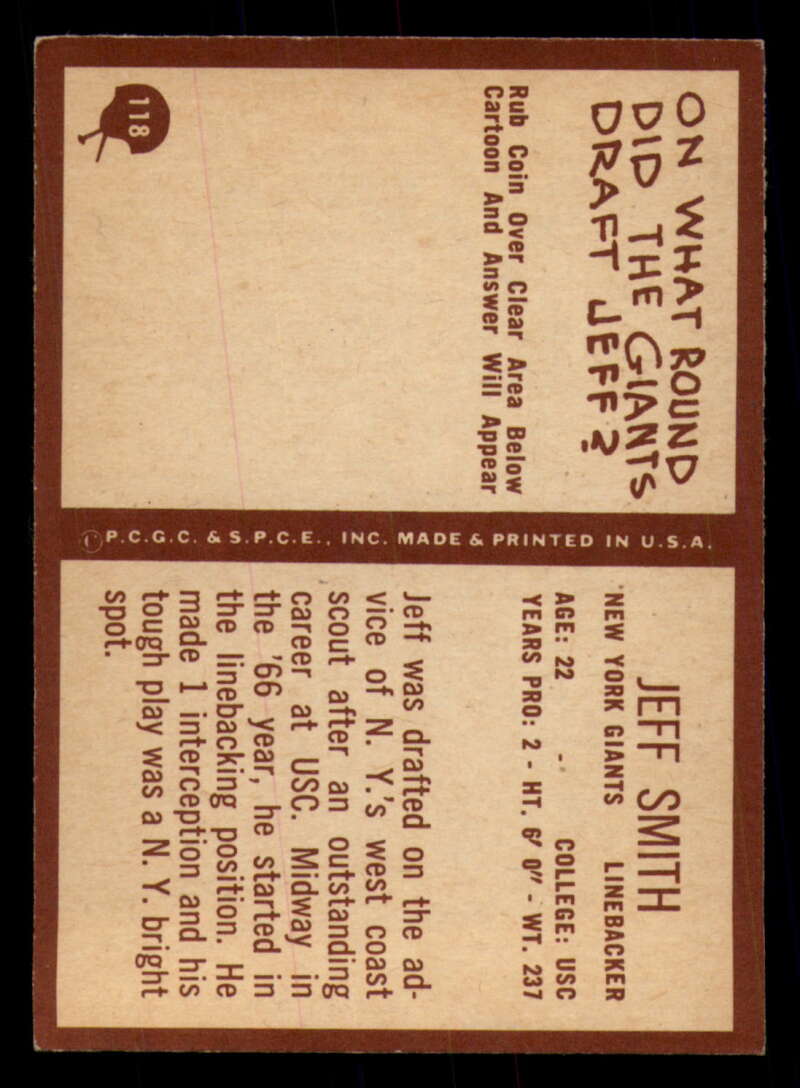 118
ON WHAT ROUND
DID THE GIANTS
DRAFT JEFF?
Rub Coin Over Clear Area Below
Cartoon And Answer Will Appear
©P.C.G.C. & S.P.C.E., INC. MADE & PRINTED IN U.S.A.
JEFF SMITH
NEW YORK GIANTS LINEBACKER
AGE: 22 COLLEGE: USC
YEARS PRO: 2 - HT. 6' 0" - WT. 237
Jeff was drafted on the ad-
vice of N. Y.'s west coast
scout after an outstanding
career at USC. Midway in
the '66 year, he started in
the linebacking position. He
made 1 interception and his
tough play was a N. Y. bright
spot.